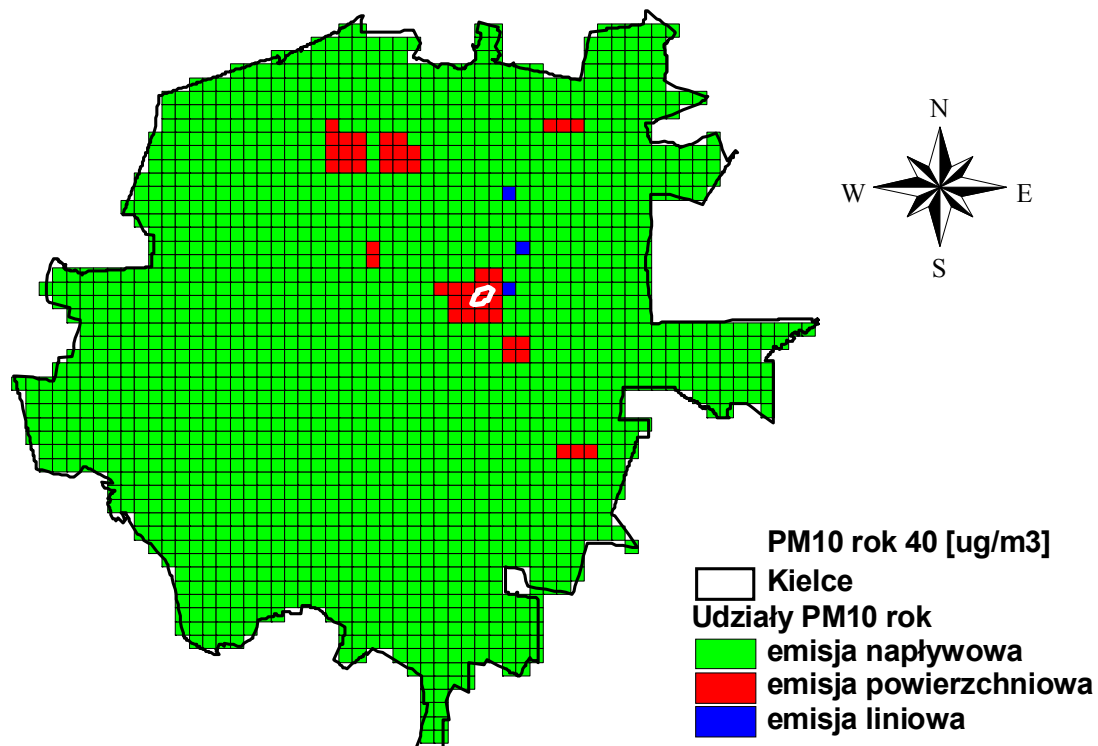 N
W
E
S
PM10 rok 40 [ug/m3]
Kielce
Udziały PM10 rok
emisja napływowa
emisja powierzchniowa
emisja liniowa